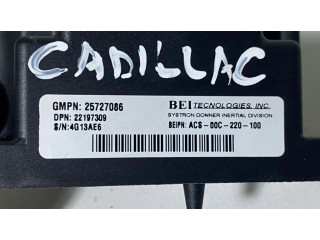 CADILLAC
GMPN: 25727086
DPN: 22197309
S/N:4G13AE6
BEI TECNOLOGIES, INC.
SYSTRON DONNER INERTIAL DIVISION
BEIPN: ACS-00C-220-100